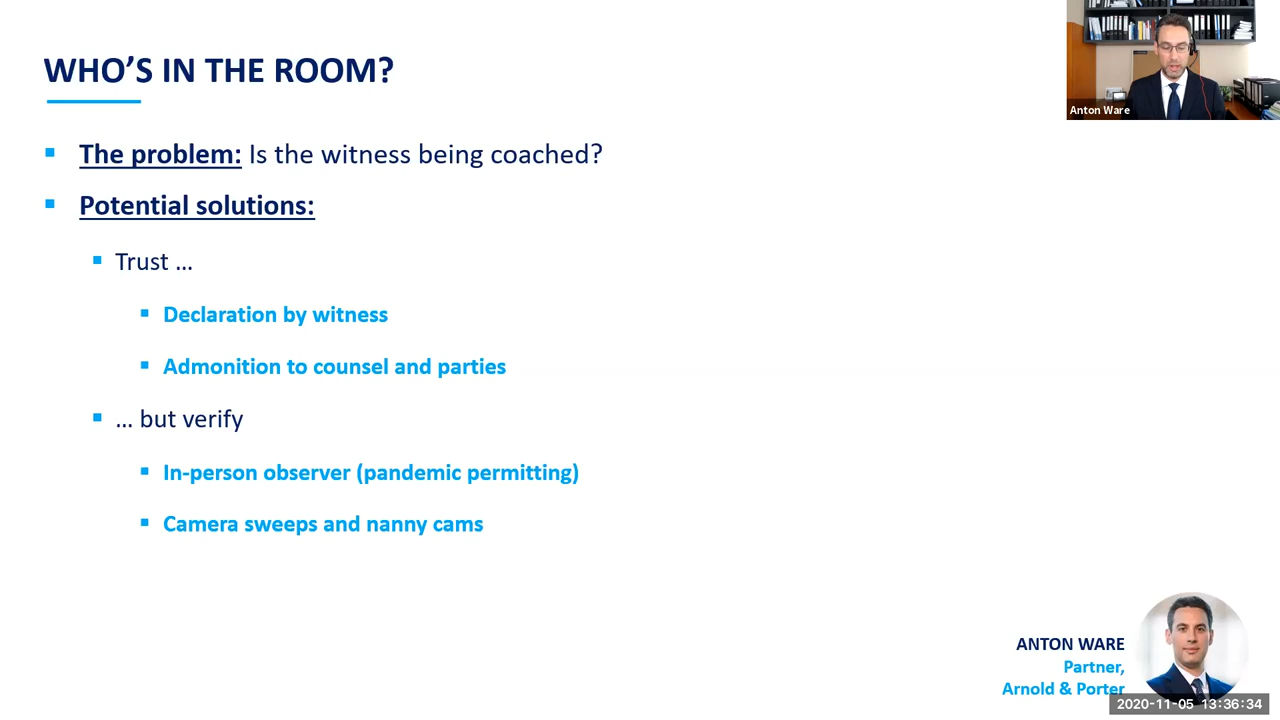 WHO'S IN THE ROOM?
Anton Ware
The problem: Is the witness being coached?
Potential solutions:
Trust ...
Declaration by witness
Admonition to counsel and parties
... but verify
In-person observer (pandemic permitting)
Camera sweeps and nanny cams
ANTON WARE
Partner,
Arnold & Porter
2020-11-05 13:36:34